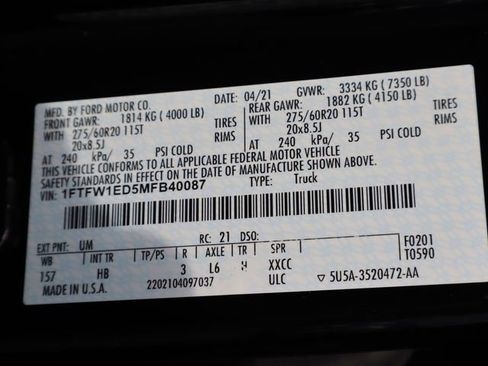 MFD. BY FORD MOTOR CO. DATE: 04/21 GVWR: 3334 KG ( 7350 LB)
FRONT GAWR: 1814 KG ( 4000 LB) REAR GAWR: 1882 KG ( 4150 LB)
WITH 275/60R20 115T TIRES WITH 275/60R20 115T TIRES
20x8.5J RIMS 20x8.5J RIMS
AT 240 kPa/ 35 PSI COLD AT 240 kPa/ 35 PSI COLD
THIS VEHICLE CONFORMS TO ALL APPLICABLE FEDERAL MOTOR VEHICLE
SAFETY STANDARDS IN EFFECT ON THE DATE OF MANUFACTURE SHOWN ABOVE.
VIN: 1FTFW1ED5MFB40087 TYPE: Truck
EXT PNT: UM RC: 21 DSO: F0201
WB INT TR TP/PS R AXLE TR SPR T0590
157 HB 3 L6 H XXCC
MADE IN U.S.A. 2202104097037 ULC ▽ 5U5A-3520472-AA